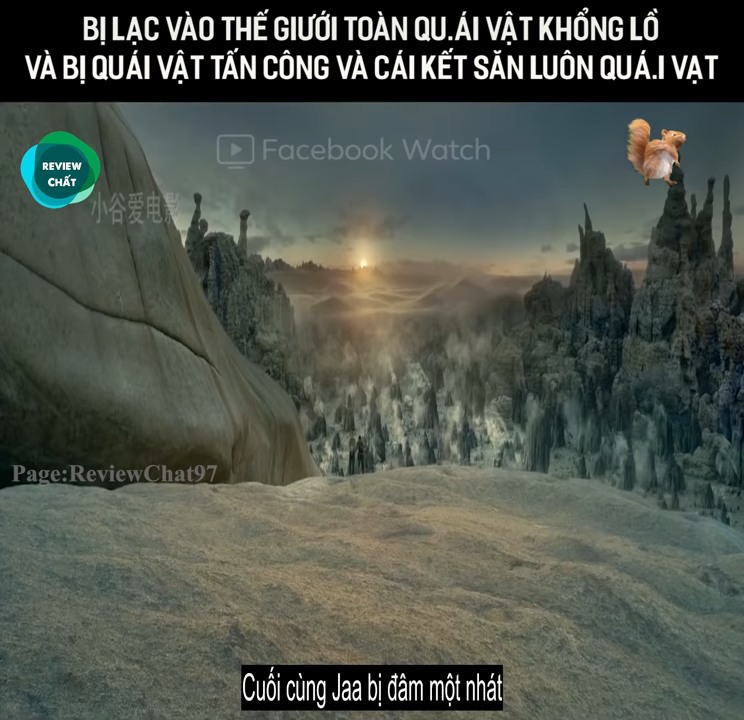 BỊ LẠC VÀO THẾ GIƯỚI TOÀN QU.ÁI VẬT KHỔNG LỒ
VÀ BỊ QUÁI VẬT TẤN CÔNG VÀ CÁI KẾT SĂN LUÔN QUÁ.I VẠT
Facebook Watch
REVIEW
CHẤT
小谷爱电影
Page:ReviewChat97
Cuối cùng Jaa bị đâm một nhát